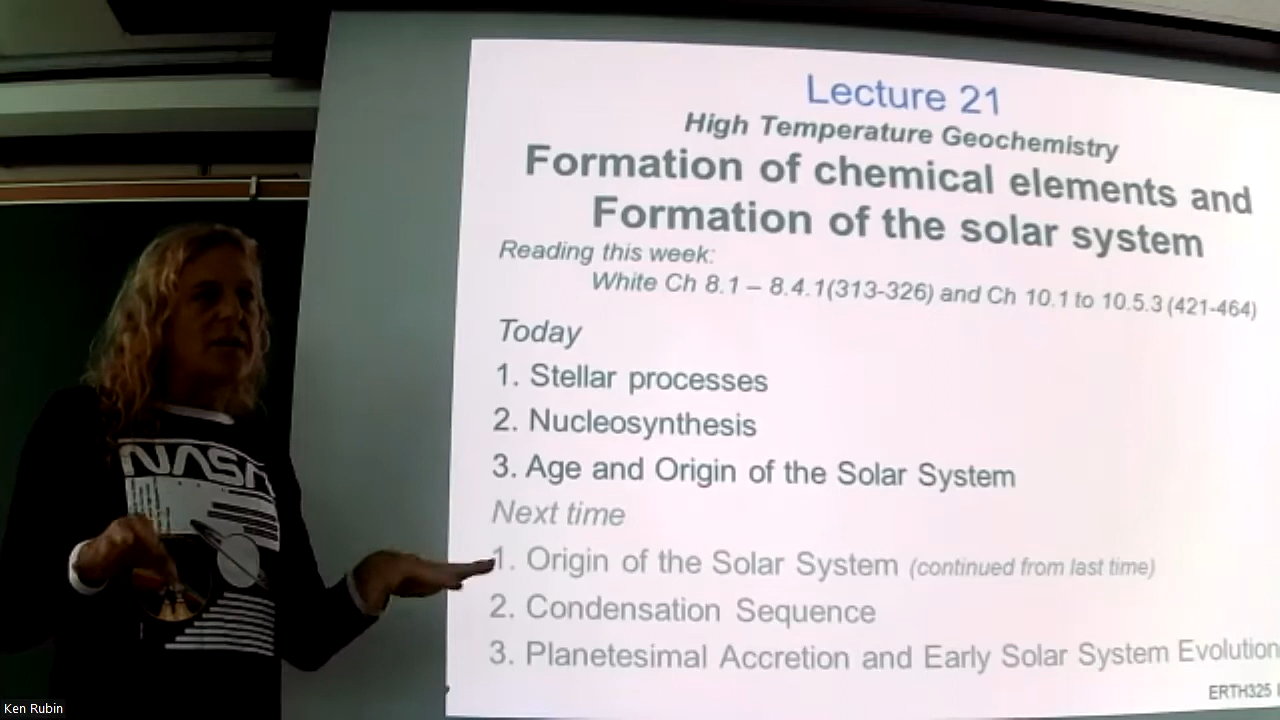 Lecture 21
High Temperature Geochemistry
Formation of chemical elements and
Formation of the solar system
Reading this week:
White Ch 8.1 – 8.4.1(313-326) and Ch 10.1 to 10.5.3 (421-464)
Today
1. Stellar processes
2. Nucleosynthesis
3. Age and Origin of the Solar System
Next time
1. Origin of the Solar System (continued from last time)
2. Condensation Sequence
3. Planetesimal Accretion and Early Solar System Evolution
ERTH325
NASA
Ken Rubin